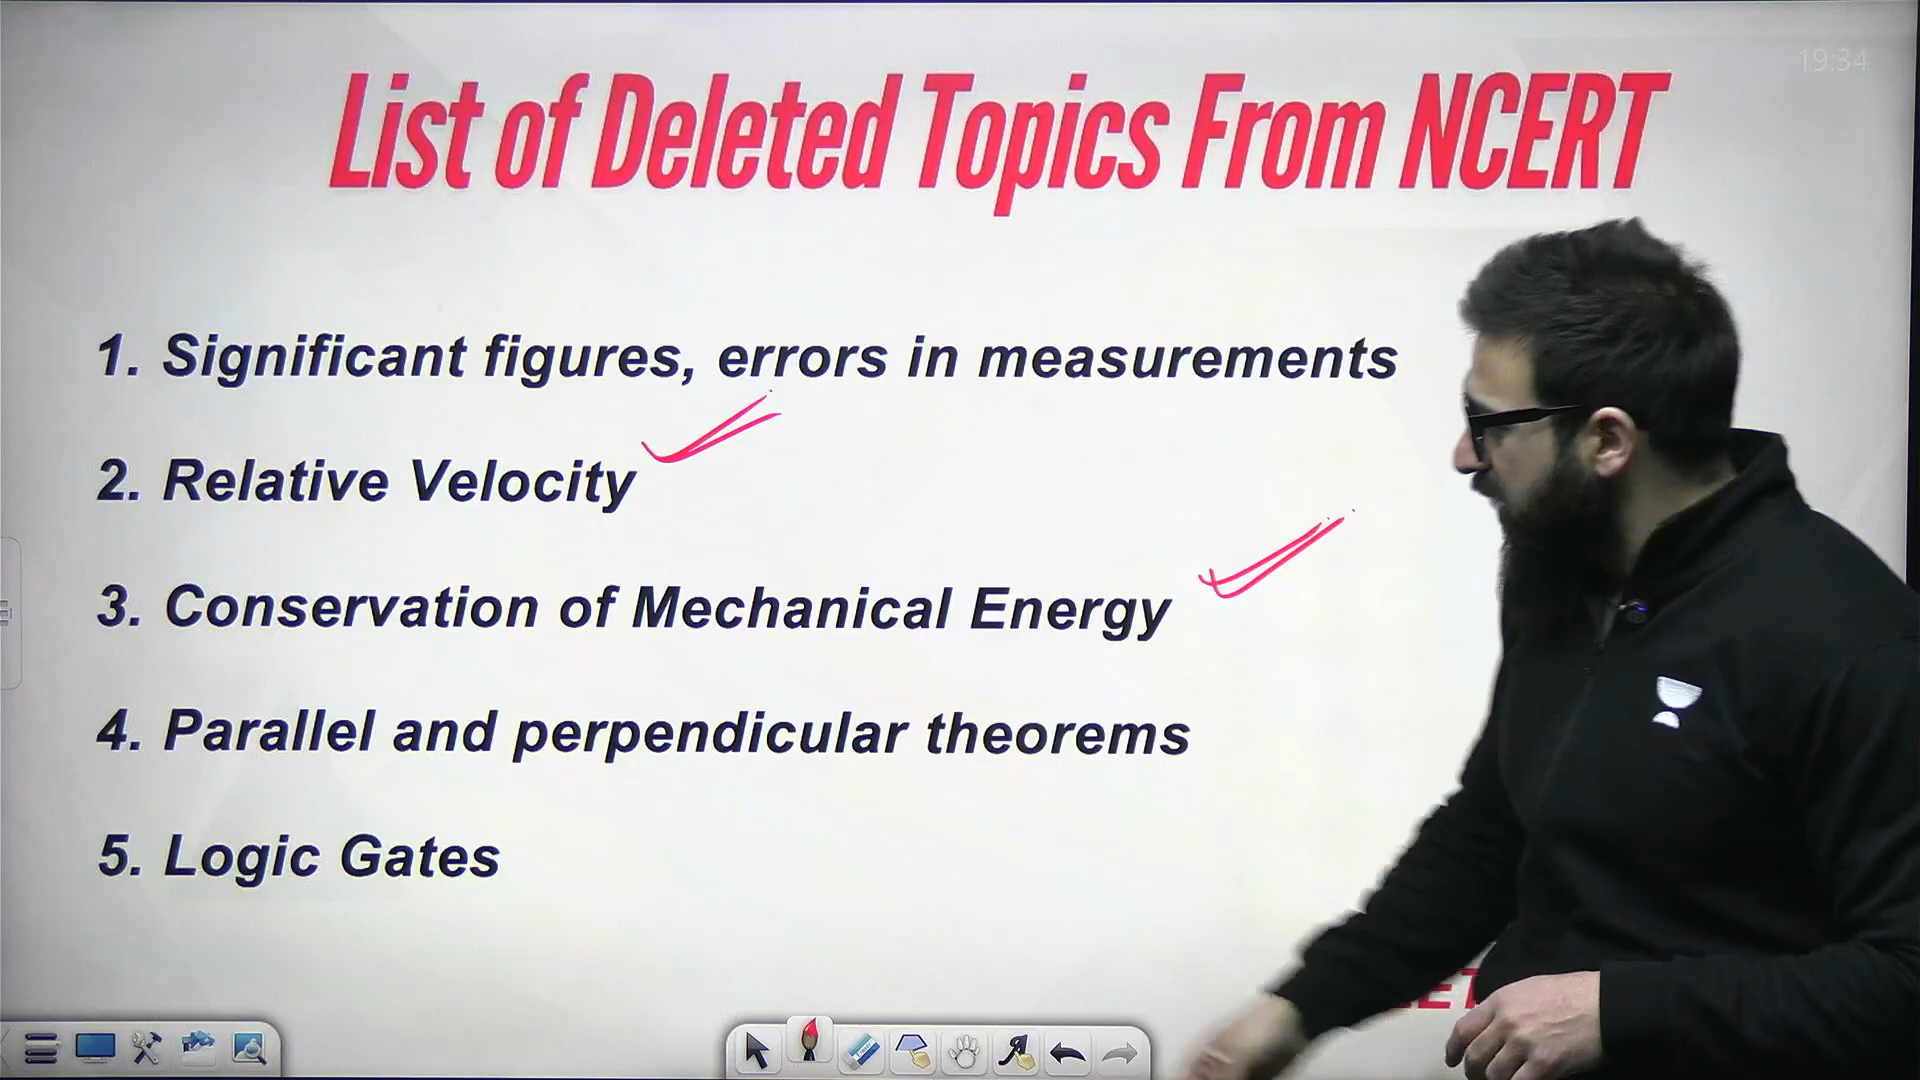 19:34
List of Deleted Topics From NCERT
1. Significant figures, errors in measurements
2. Relative Velocity
3. Conservation of Mechanical Energy
4. Parallel and perpendicular theorems
5. Logic Gates